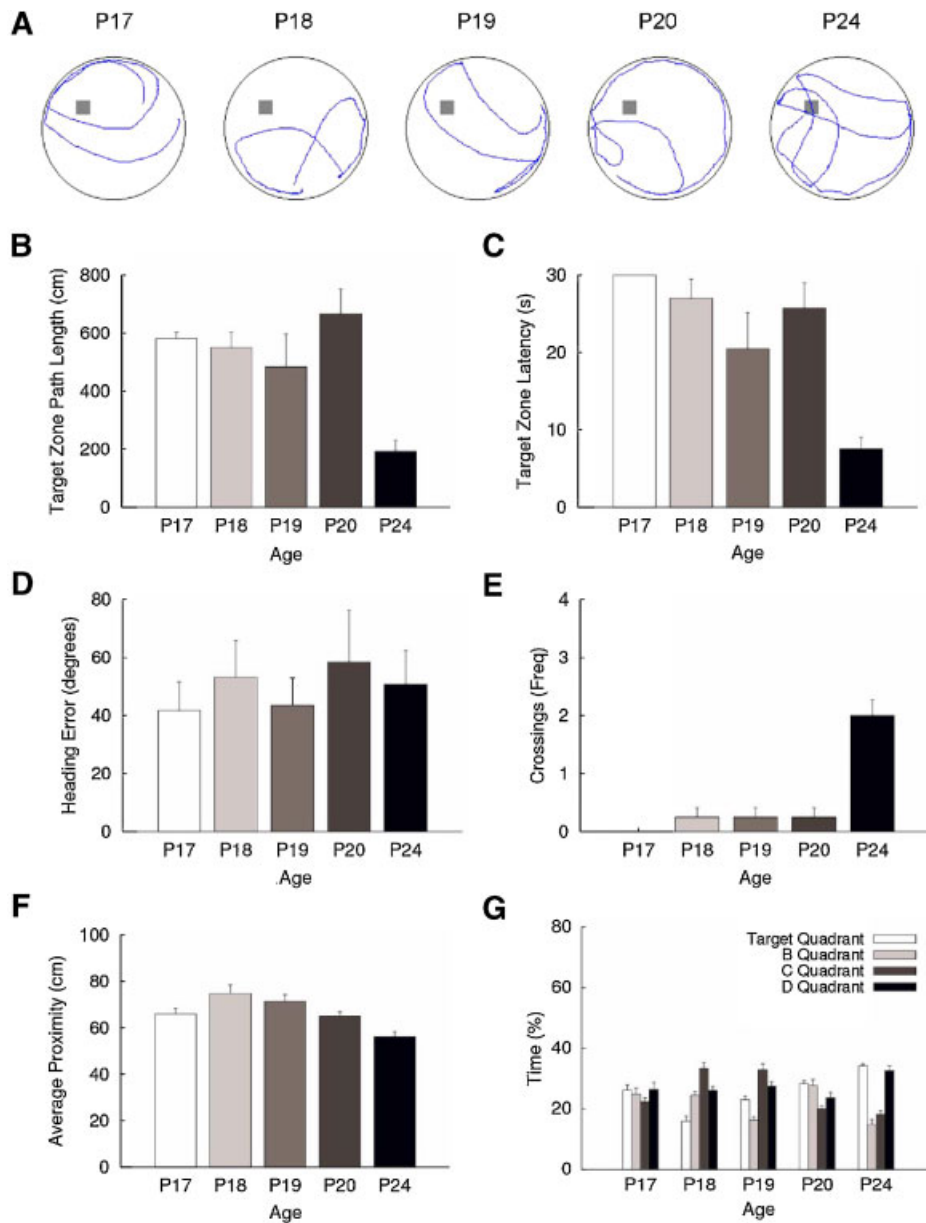 A
P17 P18 P19 P20 P24
B
Target Zone Path Length (cm)
800
600
400
200
0
P17 P18 P19 P20 P24
Age
C
Target Zone Latency (s)
30
20
10
0
P17 P18 P19 P20 P24
Age
D
Heading Error (degrees)
80
60
40
20
0
P17 P18 P19 P20 P24
.Age
E
Crossings (Freq)
4
3
2
1
0
P17 P18 P19 P20 P24
Age
F
Average Proximity (cm)
100
80
60
40
20
0
P17 P18 P19 P20 P24
Age
G
Time (%)
80
60
40
20
0
Target Quadrant
B Quadrant
C Quadrant
D Quadrant
P17 P18 P19 P20 P24
Age